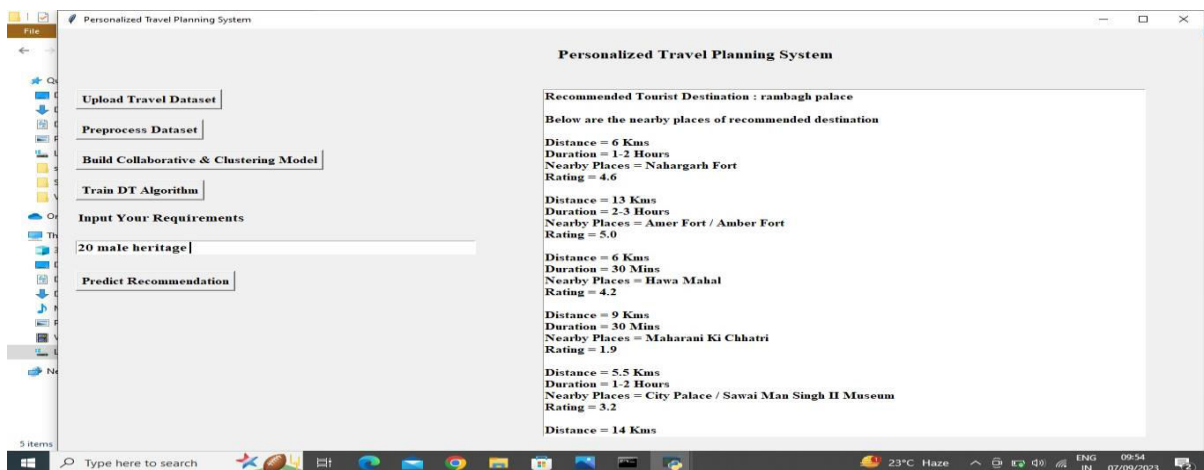 Personalized Travel Planning System
File
Personalized Travel Planning System
Upload Travel Dataset
Preprocess Dataset
Build Collaborative & Clustering Model
Train DT Algorithm
Input Your Requirements
20 male heritage
Predict Recommendation
Recommended Tourist Destination : rambagh palace
Below are the nearby places of recommended destination
Distance = 6 Kms
Duration = 1-2 Hours
Nearby Places = Nahargarh Fort
Rating = 4.6
Distance = 13 Kms
Duration = 2-3 Hours
Nearby Places = Amer Fort / Amber Fort
Rating = 5.0
Distance = 6 Kms
Duration = 30 Mins
Nearby Places = Hawa Mahal
Rating = 4.2
Distance = 9 Kms
Duration = 30 Mins
Nearby Places = Maharani Ki Chhatri
Rating = 1.9
Distance = 5.5 Kms
Duration = 1-2 Hours
Nearby Places = City Palace / Sawai Man Singh II Museum
Rating = 3.2
Distance = 14 Kms
5 items
Type here to search
23°C Haze
ENG
IN
09:54
07/09/2023